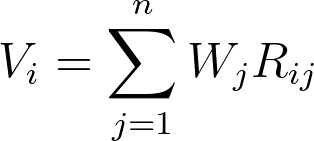 $V_i = \sum_{j=1}^{n} W_j R_{ij}$